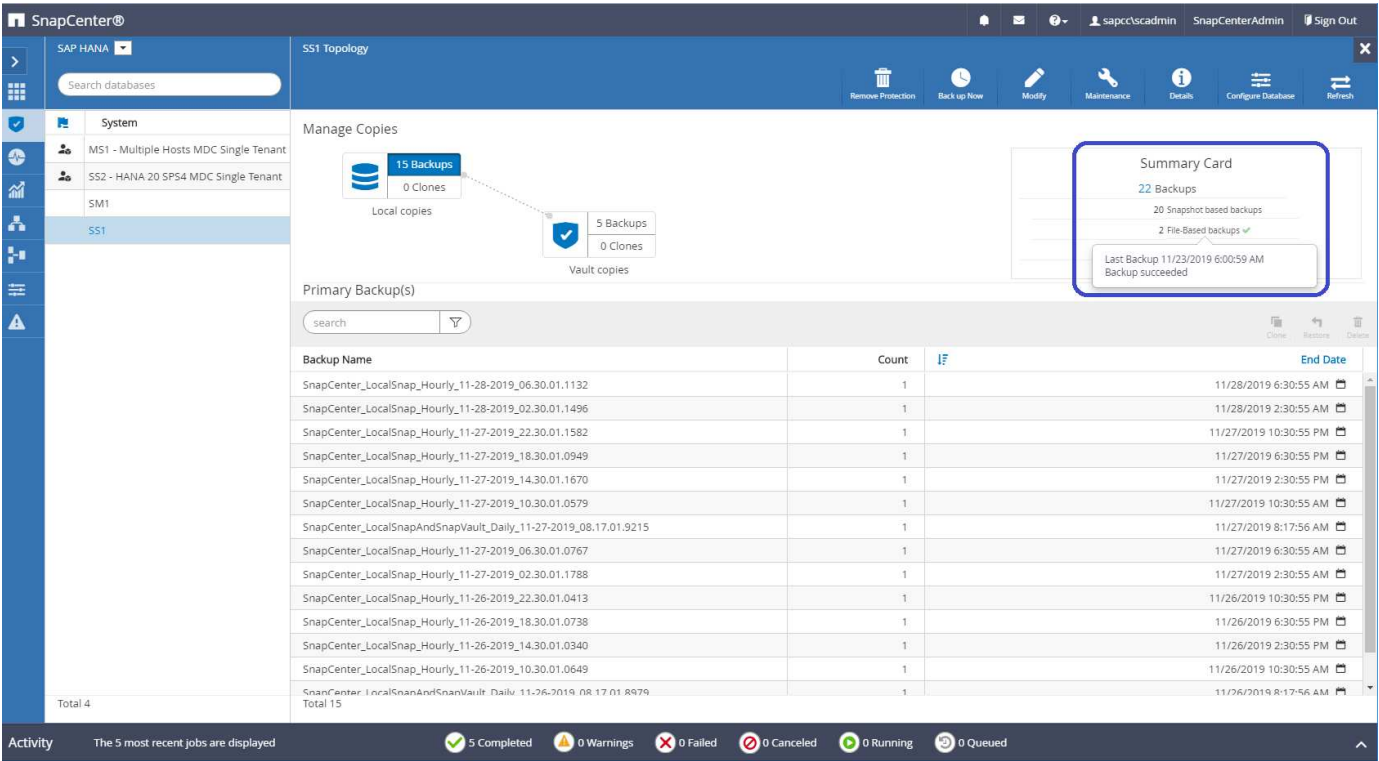 SnapCenter®
sapcc\scadmin SnapCenterAdmin Sign Out
SAP HANA
SS1 Topology
Search databases
Remove Protection Back up Now Modify Maintenance Details Configure Database Refresh
System
MS1 - Multiple Hosts MDC Single Tenant
SS2 - HANA 20 SPS4 MDC Single Tenant
SM1
SS1
Manage Copies
15 Backups
0 Clones
Local copies
5 Backups
0 Clones
Vault copies
Summary Card
22 Backups
20 Snapshot based backups
2 File-Based backups
Last Backup 11/23/2019 6:00:59 AM
Backup succeeded
Primary Backup(s)
search
Clone Restore Delete
Backup Name Count End Date
SnapCenter_LocalSnap_Hourly_11-28-2019_06.30.01.1132 1 11/28/2019 6:30:55 AM
SnapCenter_LocalSnap_Hourly_11-28-2019_02.30.01.1496 1 11/28/2019 2:30:55 AM
SnapCenter_LocalSnap_Hourly_11-27-2019_22.30.01.1582 1 11/27/2019 10:30:55 PM
SnapCenter_LocalSnap_Hourly_11-27-2019_18.30.01.0949 1 11/27/2019 6:30:55 PM
SnapCenter_LocalSnap_Hourly_11-27-2019_14.30.01.1670 1 11/27/2019 2:30:55 PM
SnapCenter_LocalSnap_Hourly_11-27-2019_10.30.01.0579 1 11/27/2019 10:30:55 AM
SnapCenter_LocalSnapAndSnapVault_Daily_11-27-2019_08.17.01.9215 1 11/27/2019 8:17:56 AM
SnapCenter_LocalSnap_Hourly_11-27-2019_06.30.01.0767 1 11/27/2019 6:30:55 AM
SnapCenter_LocalSnap_Hourly_11-27-2019_02.30.01.1788 1 11/27/2019 2:30:55 AM
SnapCenter_LocalSnap_Hourly_11-26-2019_22.30.01.0413 1 11/26/2019 10:30:55 PM
SnapCenter_LocalSnap_Hourly_11-26-2019_18.30.01.0738 1 11/26/2019 6:30:55 PM
SnapCenter_LocalSnap_Hourly_11-26-2019_14.30.01.0340 1 11/26/2019 2:30:55 PM
SnapCenter_LocalSnap_Hourly_11-26-2019_10.30.01.0649 1 11/26/2019 10:30:55 AM
SnapCenter_LocalSnapAndSnapVault_Daily_11-26-2019_08.17.01.8979 1 11/26/2019 8:17:56 AM
Total 4
Total 15
Activity The 5 most recent jobs are displayed 5 Completed 0 Warnings 0 Failed 0 Canceled 0 Running 0 Queued